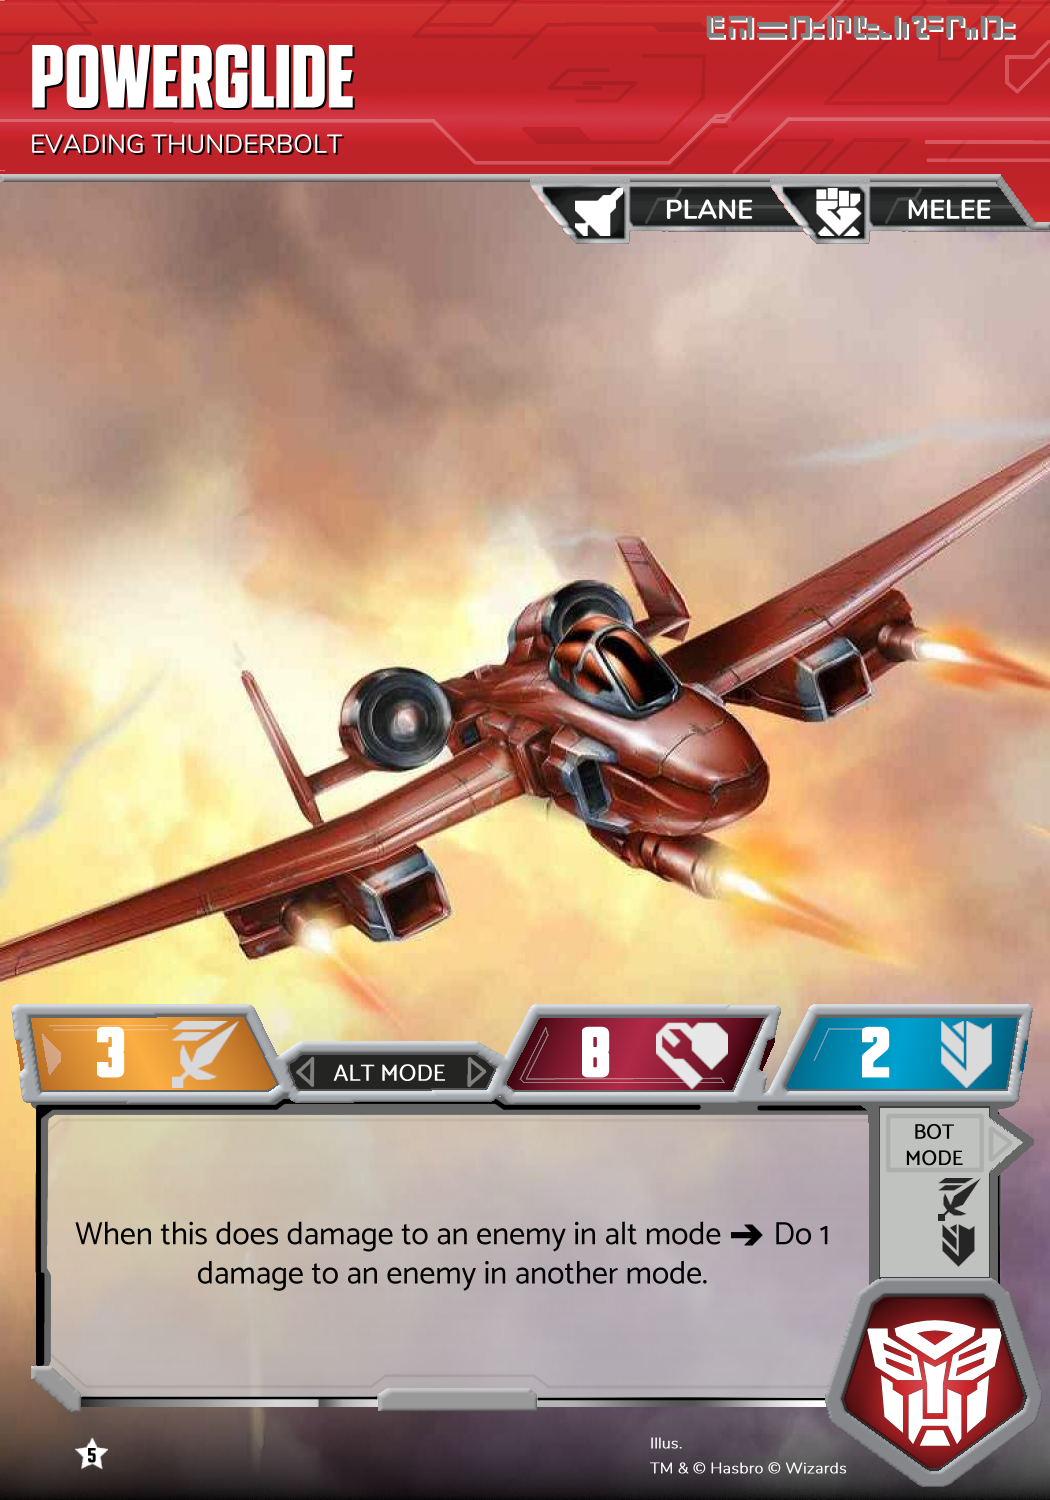 POWERGLIDE
EVADING THUNDERBOLT
PLANE
MELEE
3
ALT MODE
8
2
BOT
MODE
When this does damage to an enemy in alt mode ➔ Do 1
damage to an enemy in another mode.
5
Illus.
TM & © Hasbro © Wizards